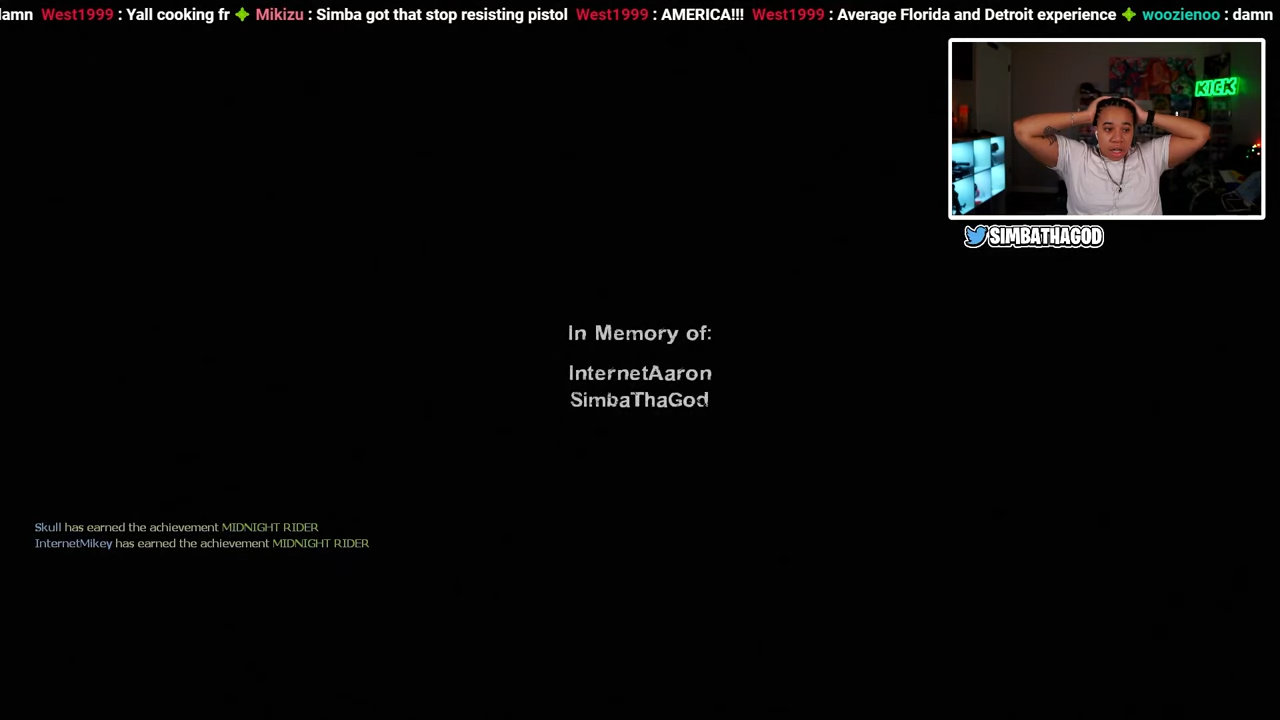 damn West1999 : Yall cooking fr Mikizu : Simba got that stop resisting pistol West1999 : AMERICA!!! West1999 : Average Florida and Detroit experience woozienoo : damn
KICK
SIMBATHAGOD
In Memory of:
InternetAaron
SimbaThaGod
Skull has earned the achievement MIDNIGHT RIDER
InternetMikey has earned the achievement MIDNIGHT RIDER